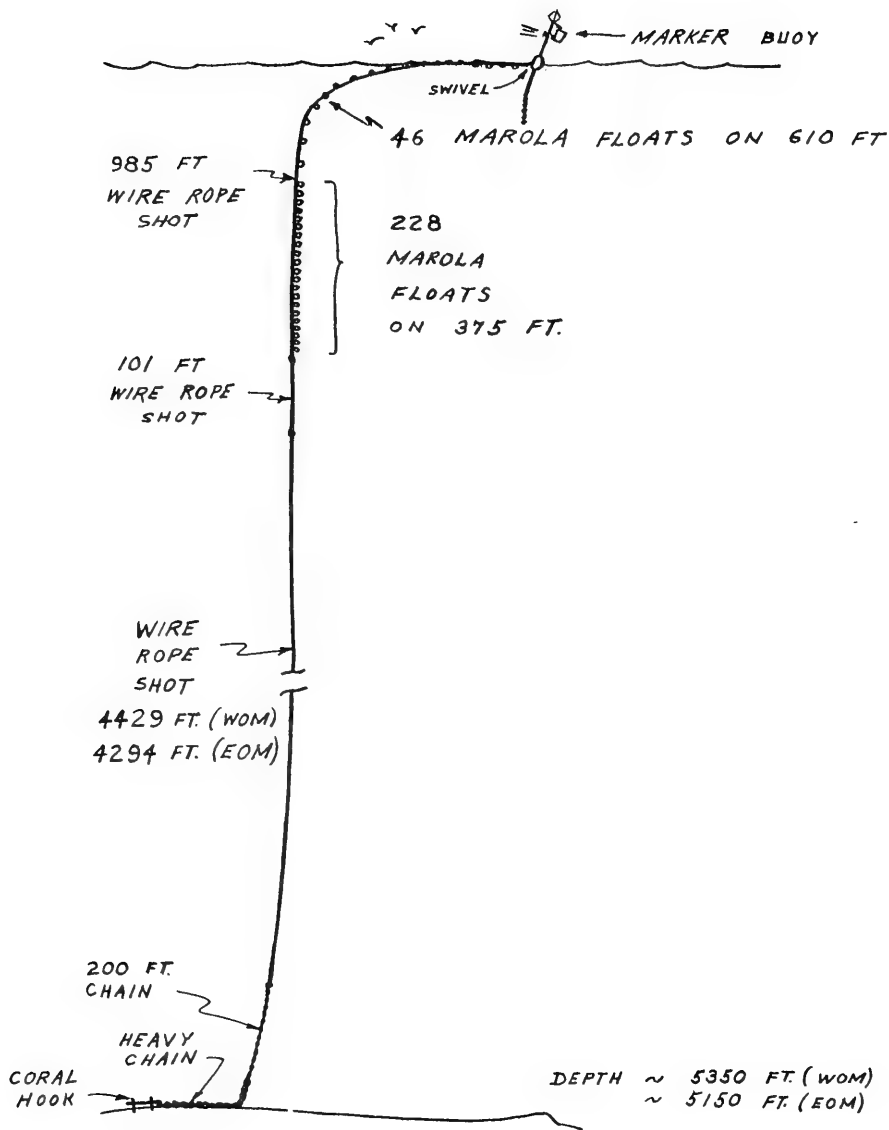 MARKER BUOY
SWIVEL
46 MAROLA FLOATS ON 610 FT
985 FT
WIRE ROPE
SHOT
228
MAROLA
FLOATS
ON 375 FT.
101 FT
WIRE ROPE
SHOT
WIRE
ROPE
SHOT
4429 FT. (WOM)
4294 FT. (EOM)
200 FT.
CHAIN
HEAVY
CHAIN
CORAL
HOOK
DEPTH ~ 5350 FT. (WOM)
~ 5150 FT. (EOM)